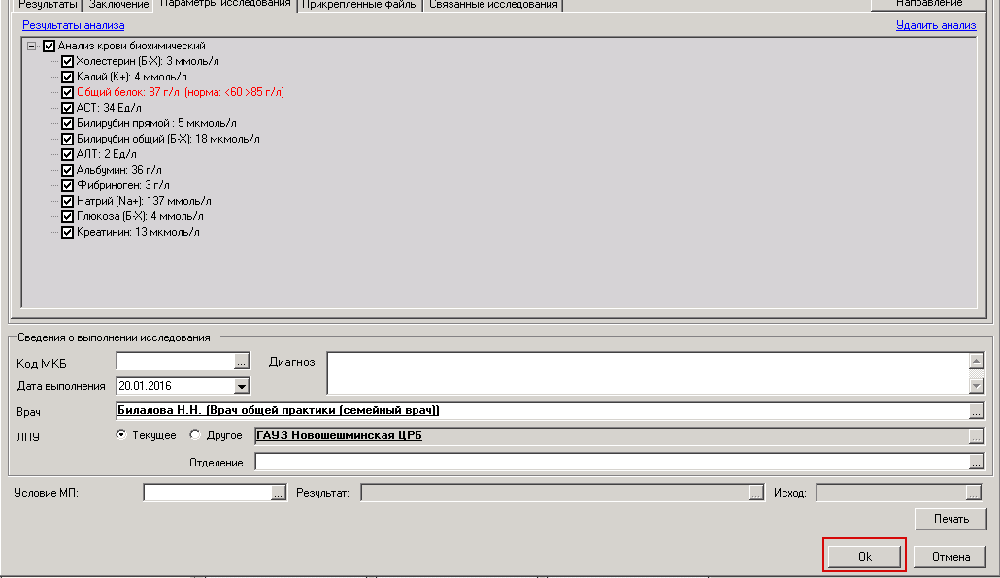 Результаты Заключение Параметры исследования Прикрепленные файлы Связанные исследования Направление
Результаты анализа Удалить анализ
Анализ крови биохимический
Холестерин (Б-Х): 3 ммоль/л
Калий (К+): 4 ммоль/л
Общий белок: 87 г/л (норма: <60 >85 г/л)
АСТ: 34 Ед/л
Билирубин прямой : 5 мкмоль/л
Билирубин общий (Б-Х): 18 мкмоль/л
АЛТ: 2 Ед/л
Альбумин: 36 г/л
Фибриноген: 3 г/л
Натрий (Na+): 137 ммоль/л
Глюкоза (Б-Х): 4 ммоль/л
Креатинин: 13 мкмоль/л
Сведения о выполнении исследования
Код МКБ ... Диагноз
Дата выполнения 20.01.2016
Врач Билалова Н.Н. (Врач общей практики (семейный врач)) ...
ЛПУ Текущее Другое ГАУЗ Новошешминская ЦРБ ...
Отделение ...
Условие МП: ... Результат: ... Исход: ...
Печать
Ok Отмена